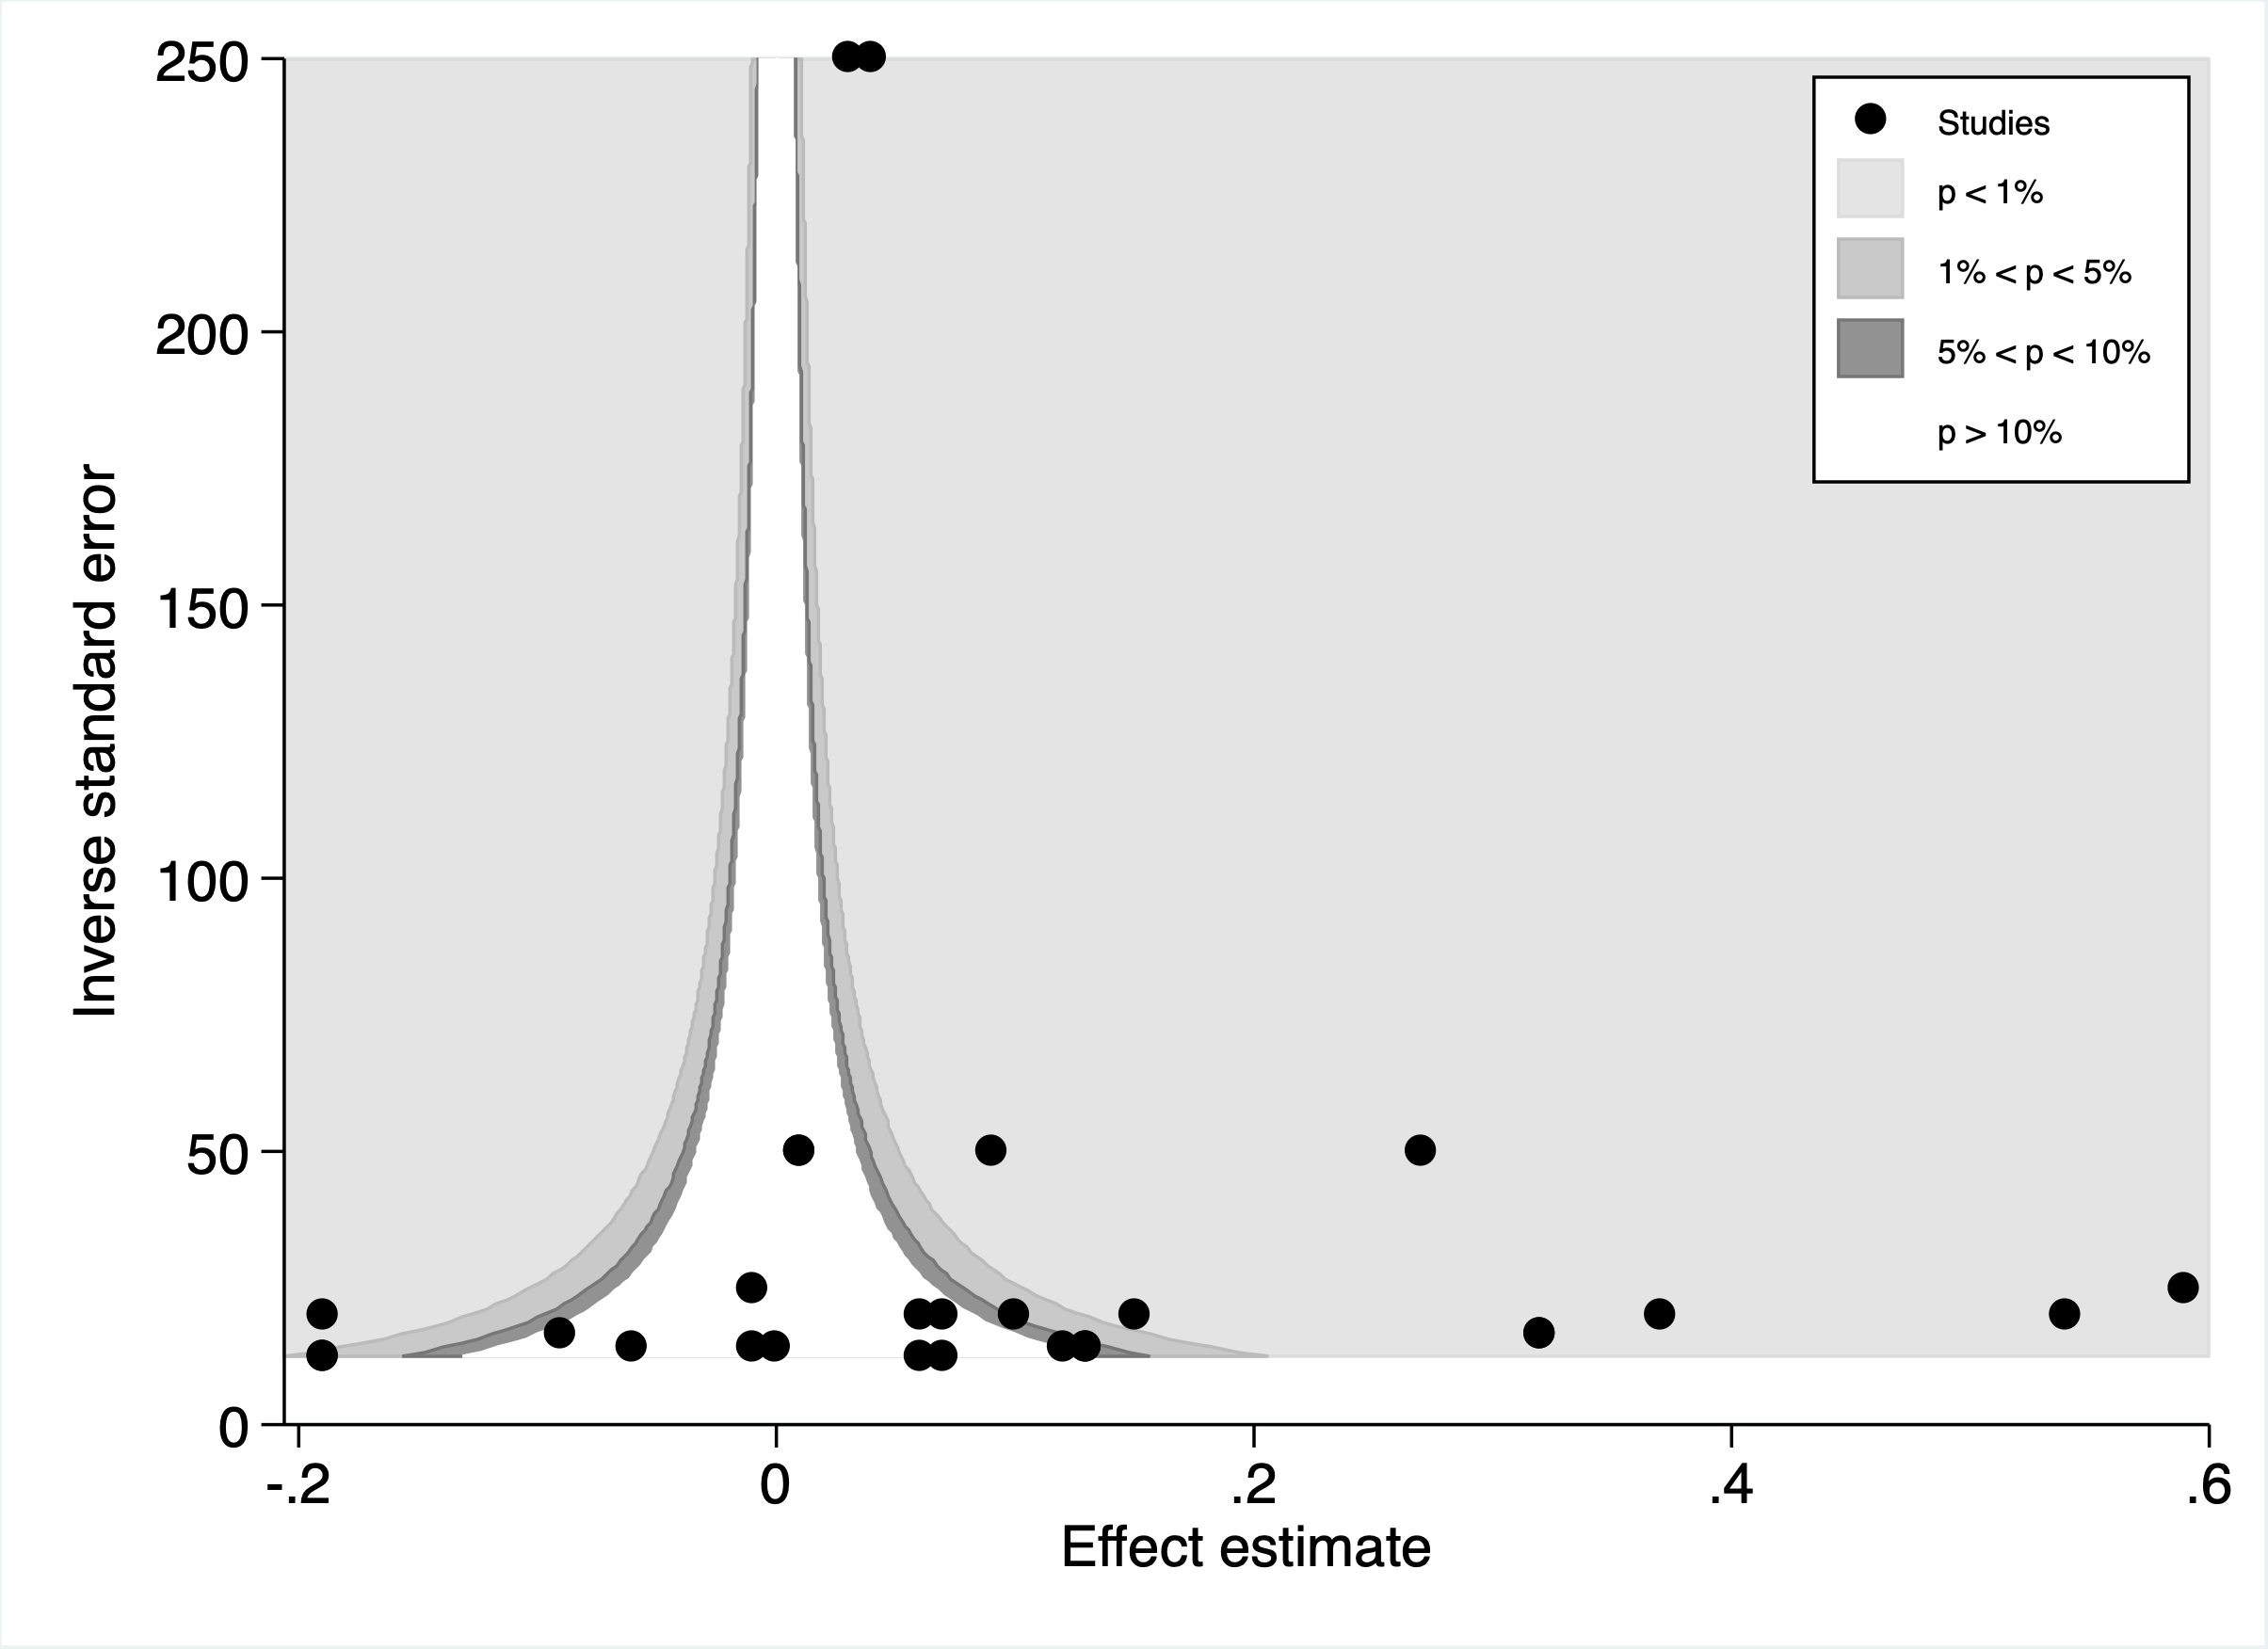 250
200
150
100
50
0
Inverse standard error
-.2
0
.2
.4
.6
Effect estimate
Studies
p < 1%
1% < p < 5%
5% < p < 10%
p > 10%